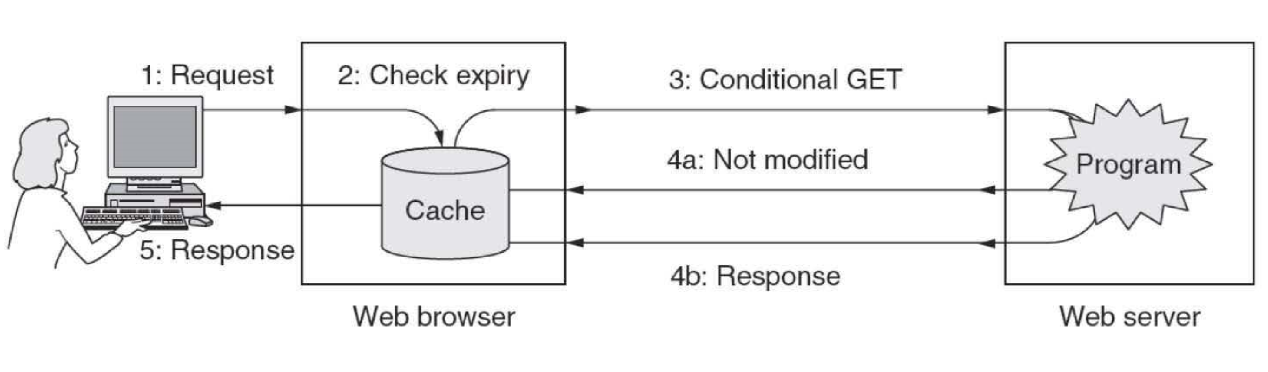 1: Request
2: Check expiry
3: Conditional GET
4a: Not modified
Program
Cache
5: Response
4b: Response
Web browser
Web server